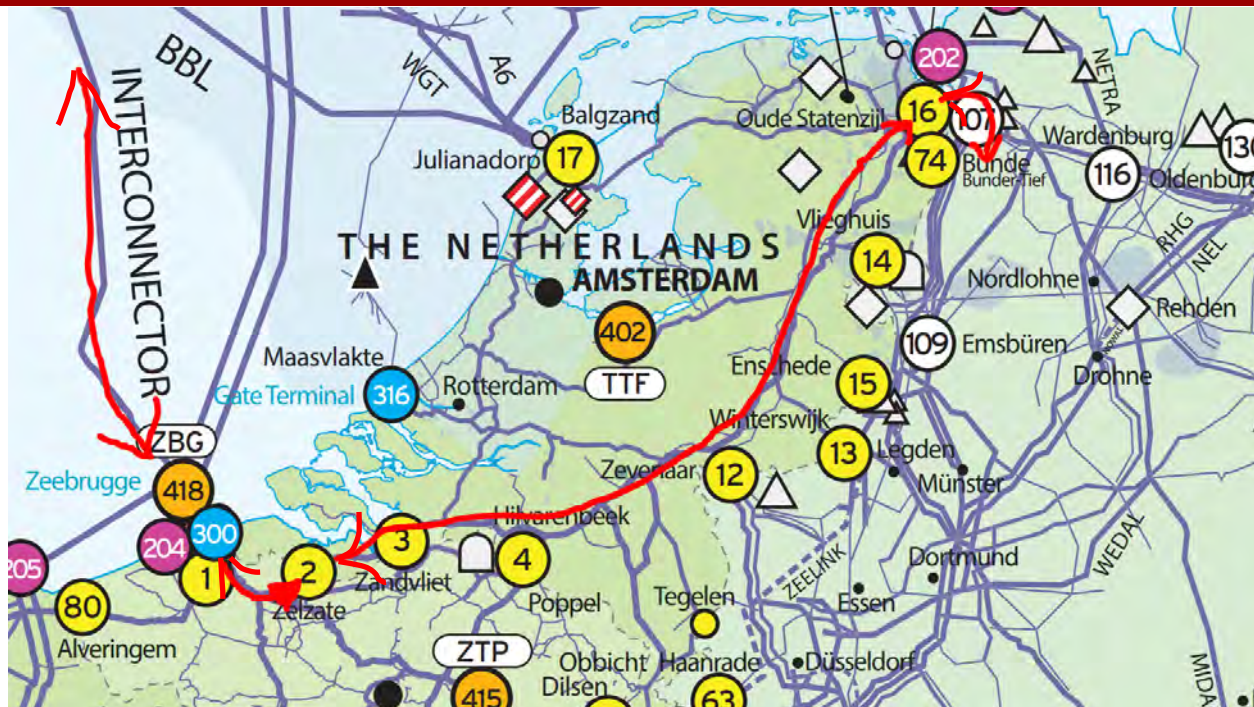 BBL
WGT
A6
INTERCONNECTOR
202
NETRA
Balgzand
Julianadorp
17
Oude Statenzijl
16
107
74
Bunde
Bunder-Tief
Wardenburg
116
Oldenburg
130
Vlieghuis
14
RHG
NEL
THE NETHERLANDS
AMSTERDAM
402
TTF
Nordlohne
Rehden
109
Emsbüren
Drohne
Maasvlakte
Gate Terminal
316
Rotterdam
Enschede
15
Winterswijk
13
Legden
Münster
Zevenaar
12
ZBG
Zeebrugge
418
300
204
205
1
2
3
4
Hilvarenbeek
Zandvliet
Zelzate
Poppel
80
Alveringem
ZEELINK
Dortmund
WEDAL
Essen
Tegelen
ZTP
415
Obbicht
Dilsen
Haanrade
63
Düsseldorf
MIDA